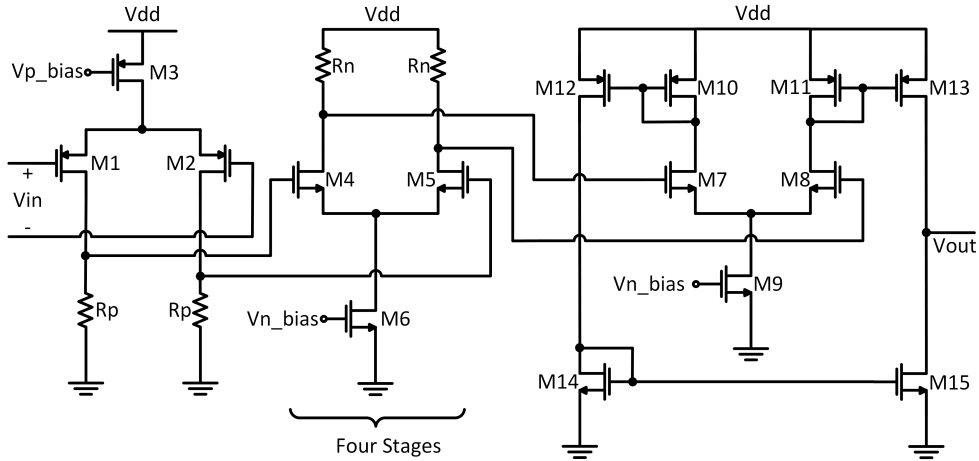 Vdd
Vdd
Vdd
Vp_bias
M3
Rn
Rn
M12
M10
M11
M13
M1
M2
M4
M5
M7
M8
+
Vin
-
Vout
Rp
Rp
Vn_bias
M6
Vn_bias
M9
M14
M15
Four Stages